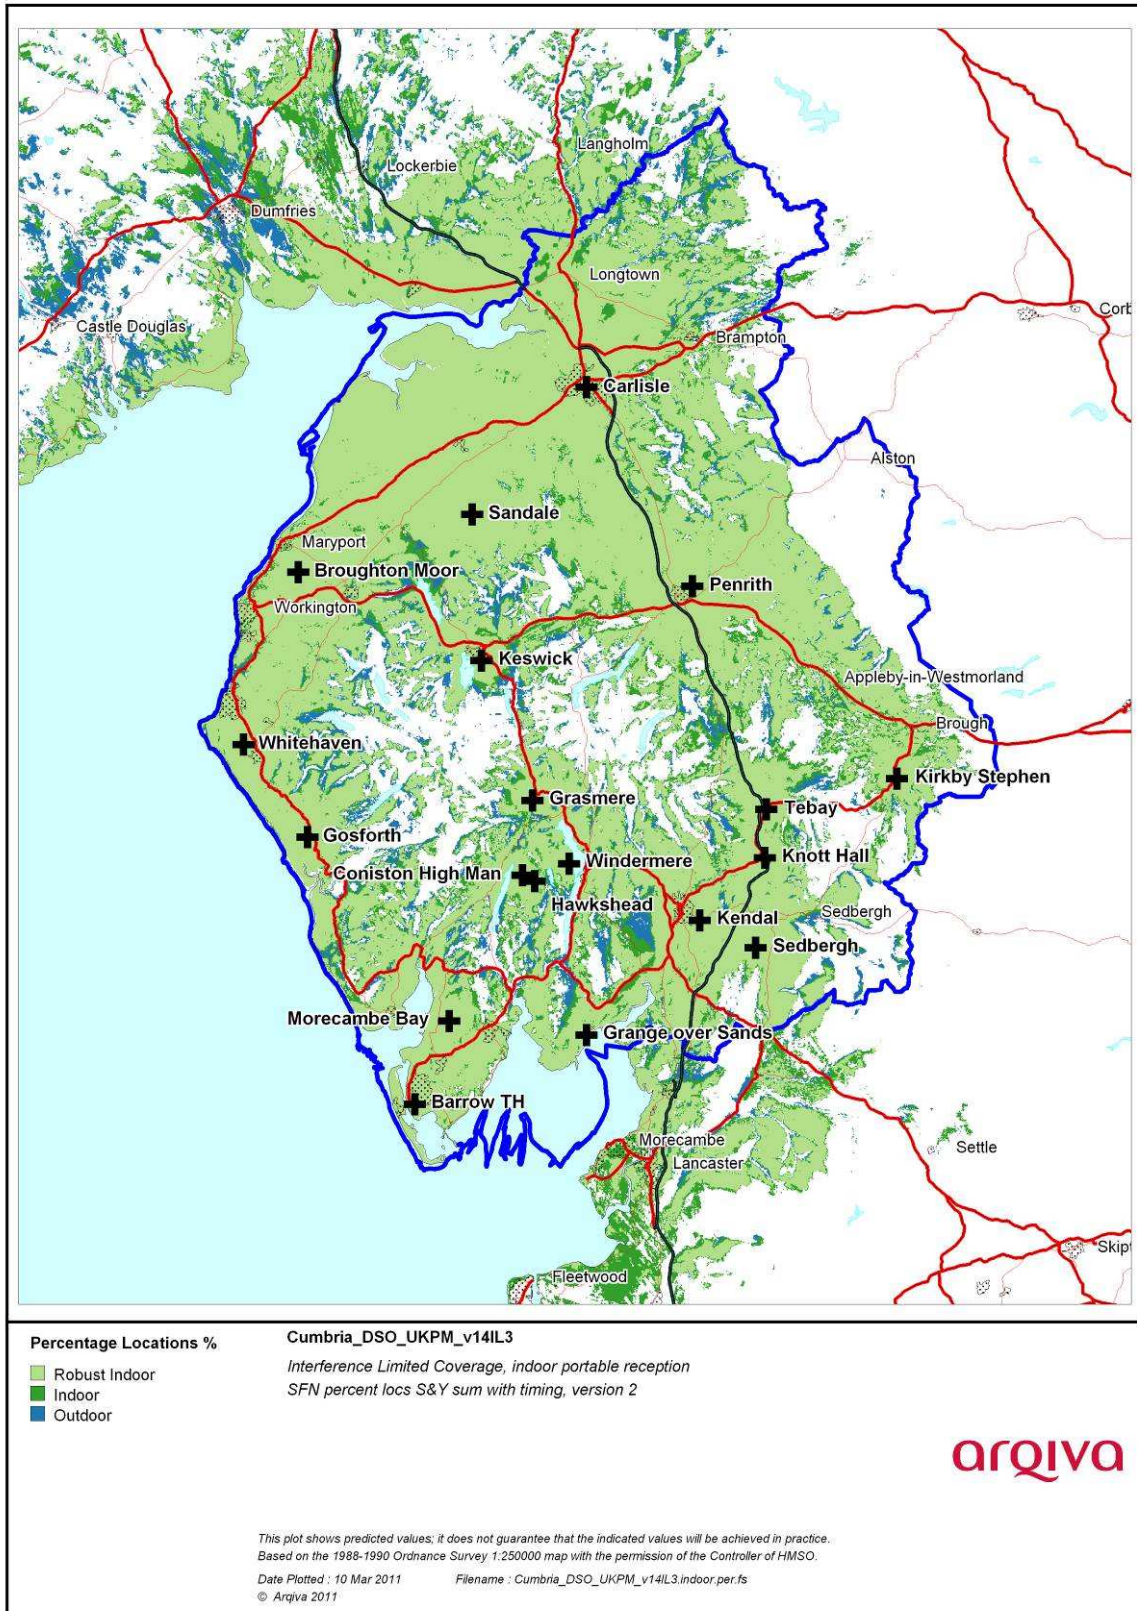 Langholm
Lockerbie
Dumfries
Longtown
Castle Douglas
Corb
Brampton
Carlisle
Alston
Sandale
Maryport
Broughton Moor
Penrith
Workington
Keswick
Appleby-in-Westmorland
Brough
Whitehaven
Kirkby Stephen
Grasmere
Tebay
Gosforth
Knott Hall
Windermere
Coniston High Man
Hawkshead
Kendal
Sedbergh
Sedbergh
Morecambe Bay
Grange over Sands
Barrow TH
Morecambe
Settle
Lancaster
Skipt
Fleetwood
Percentage Locations %
Robust Indoor
Indoor
Outdoor
Cumbria_DSO_UKPM_v14IL3
Interference Limited Coverage, indoor portable reception
SFN percent locs S&Y sum with timing, version 2
arqiva
This plot shows predicted values; it does not guarantee that the indicated values will be achieved in practice.
Based on the 1988-1990 Ordnance Survey 1:250000 map with the permission of the Controller of HMSO.
Date Plotted : 10 Mar 2011 Filename : Cumbria_DSO_UKPM_v14IL3.indoor.per.fs
© Arqiva 2011